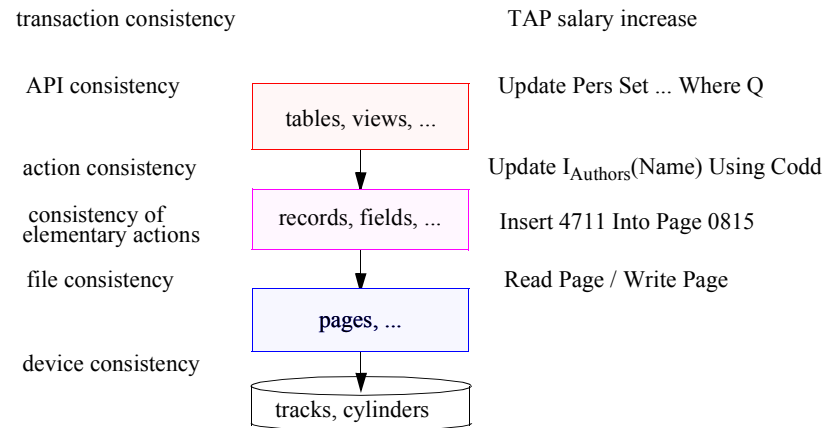 transaction consistency TAP salary increase
API consistency Update Pers Set ... Where Q
tables, views, ...
action consistency Update I_Authors(Name) Using Codd
consistency of
elementary actions
records, fields, ...
Insert 4711 Into Page 0815
file consistency Read Page / Write Page
pages, ...
device consistency
tracks, cylinders